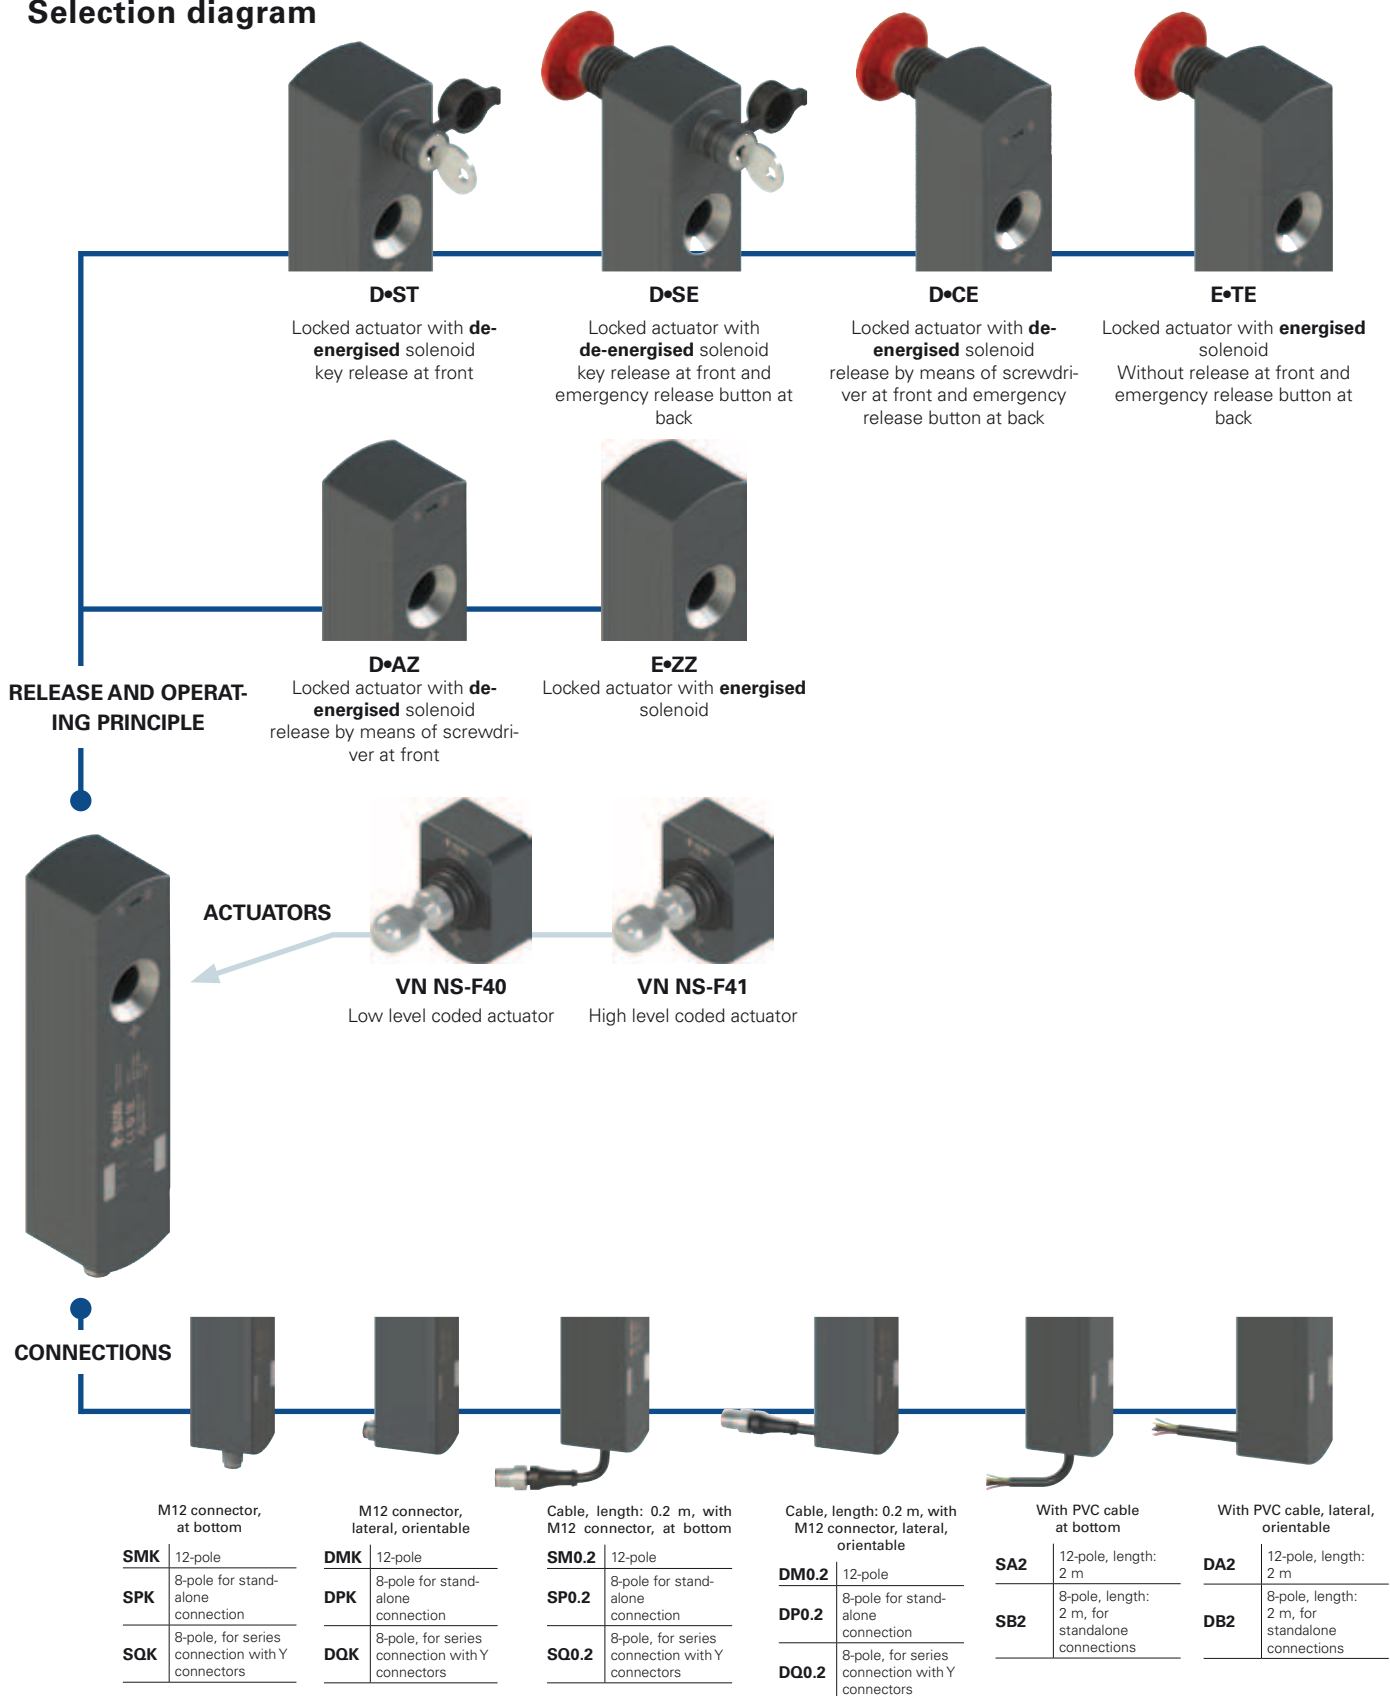 Selection diagram
D•ST
Locked actuator with de-
energised solenoid
key release at front
D•SE
Locked actuator with
de-energised solenoid
key release at front and
emergency release button at
back
D•CE
Locked actuator with de-
energised solenoid
release by means of screwdri-
ver at front and emergency
release button at back
E•TE
Locked actuator with energised
solenoid
Without release at front and
emergency release button at
back
D•AZ
Locked actuator with de-
energised solenoid
release by means of screwdri-
ver at front
E•ZZ
Locked actuator with energised
solenoid
RELEASE AND OPERAT-
ING PRINCIPLE
ACTUATORS
VN NS-F40
Low level coded actuator
VN NS-F41
High level coded actuator
CONNECTIONS
M12 connector,
at bottom
SMK 12-pole
SPK 8-pole for stand-
alone
connection
SQK 8-pole, for series
connection with Y
connectors
M12 connector,
lateral, orientable
DMK 12-pole
DPK 8-pole for stand-
alone
connection
DQK 8-pole, for series
connection with Y
connectors
Cable, length: 0.2 m, with
M12 connector, at bottom
SM0.2 12-pole
SP0.2 8-pole for stand-
alone
connection
SQ0.2 8-pole, for series
connection with Y
connectors
Cable, length: 0.2 m, with
M12 connector, lateral,
orientable
DM0.2 12-pole
DP0.2 8-pole for stand-
alone
connection
DQ0.2 8-pole, for series
connection with Y
connectors
With PVC cable
at bottom
SA2 12-pole, length:
2 m
SB2 8-pole, length:
2 m, for
standalone
connections
With PVC cable, lateral,
orientable
DA2 12-pole, length:
2 m
DB2 8-pole, length:
2 m, for
standalone
connections